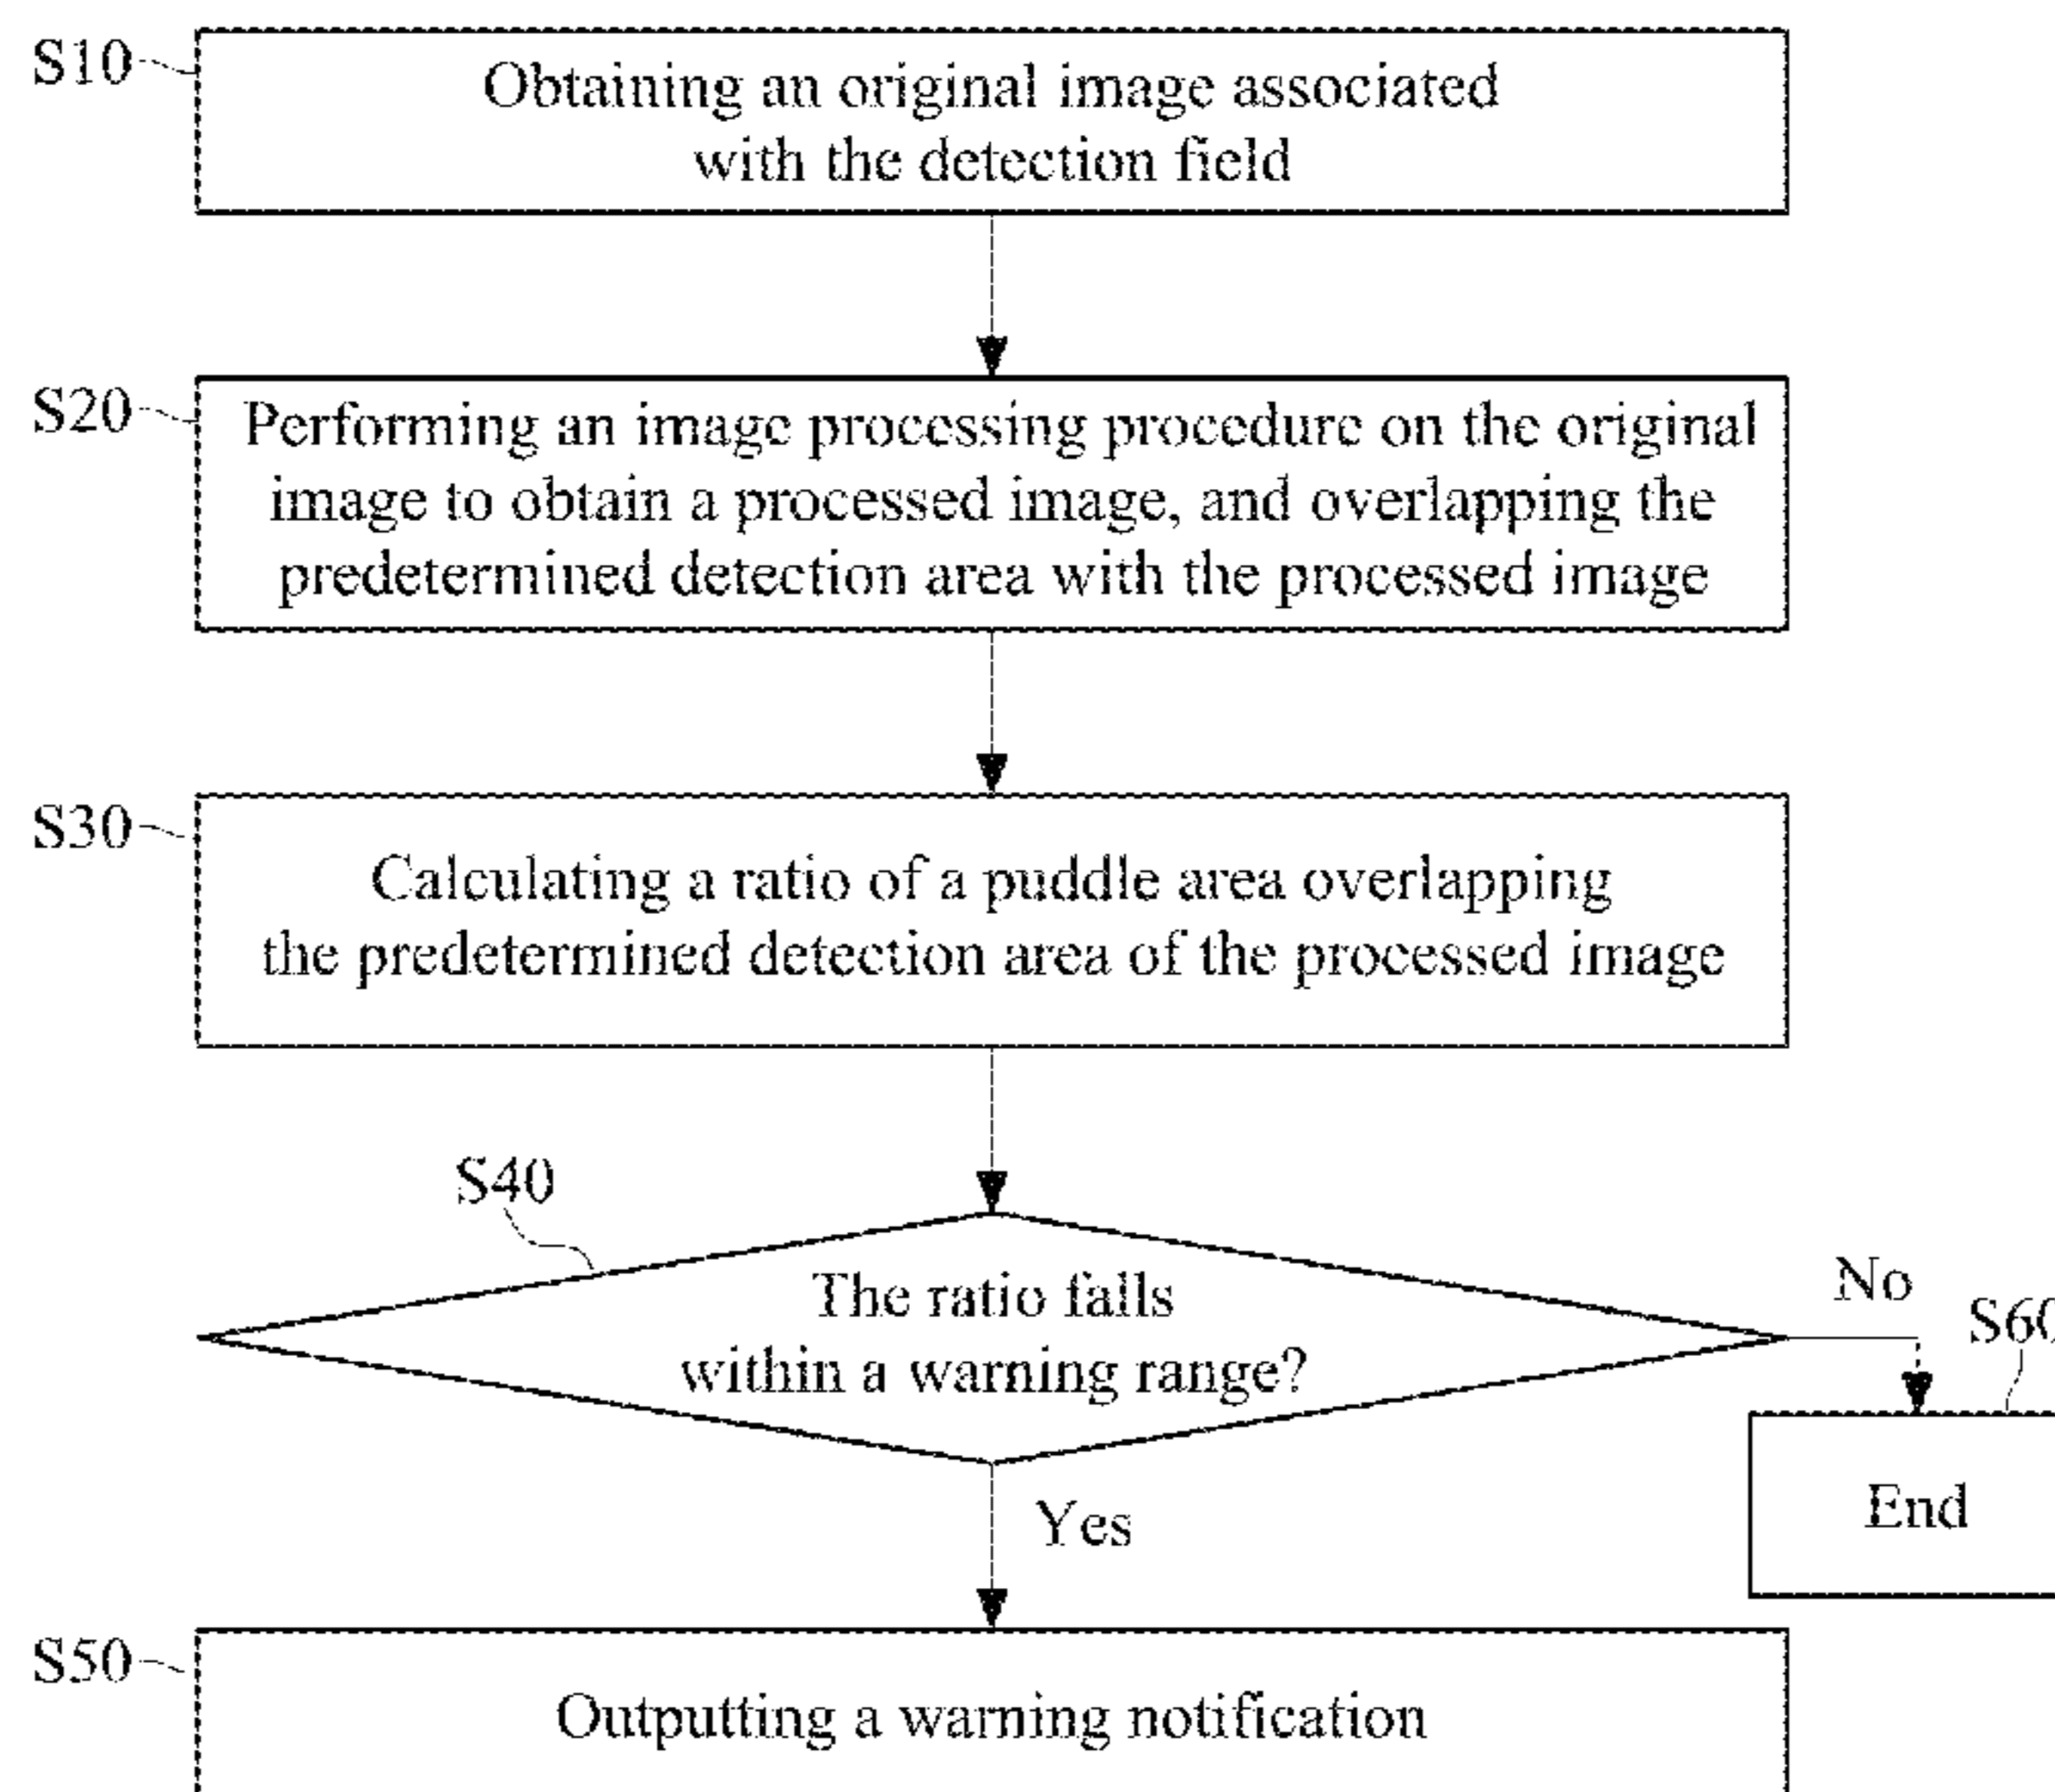 S10
Obtaining an original image associated
with the detection field
S20
Performing an image processing procedure on the original
image to obtain a processed image, and overlapping the
predetermined detection area with the processed image
S30
Calculating a ratio of a puddle area overlapping
the predetermined detection area of the processed image
S40
The ratio falls
within a warning range?
No
S60
End
Yes
S50
Outputting a warning notification